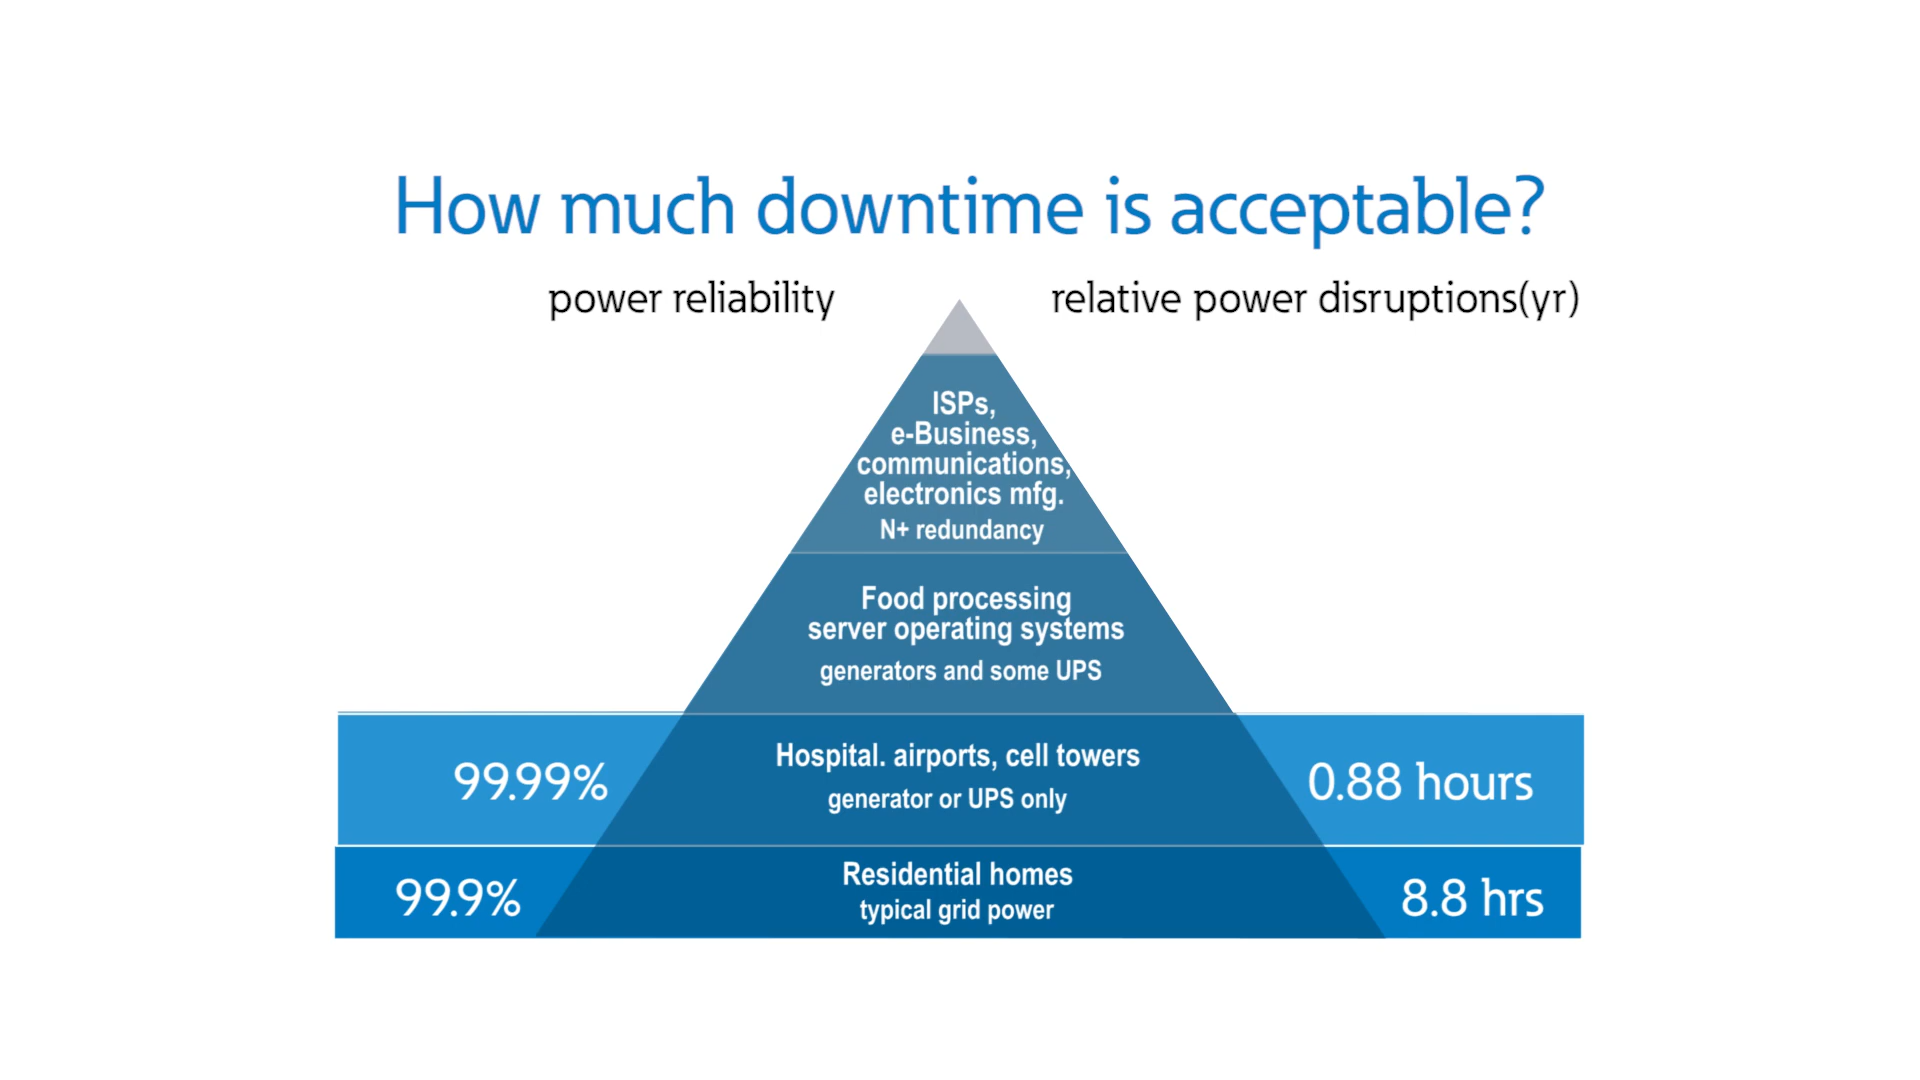 How much downtime is acceptable?
power reliability
relative power disruptions(yr)
ISPs,
e-Business,
communications,
electronics mfg.
N+ redundancy
Food processing
server operating systems
generators and some UPS
99.99%
Hospital. airports, cell towers
generator or UPS only
0.88 hours
99.9%
Residential homes
typical grid power
8.8 hrs